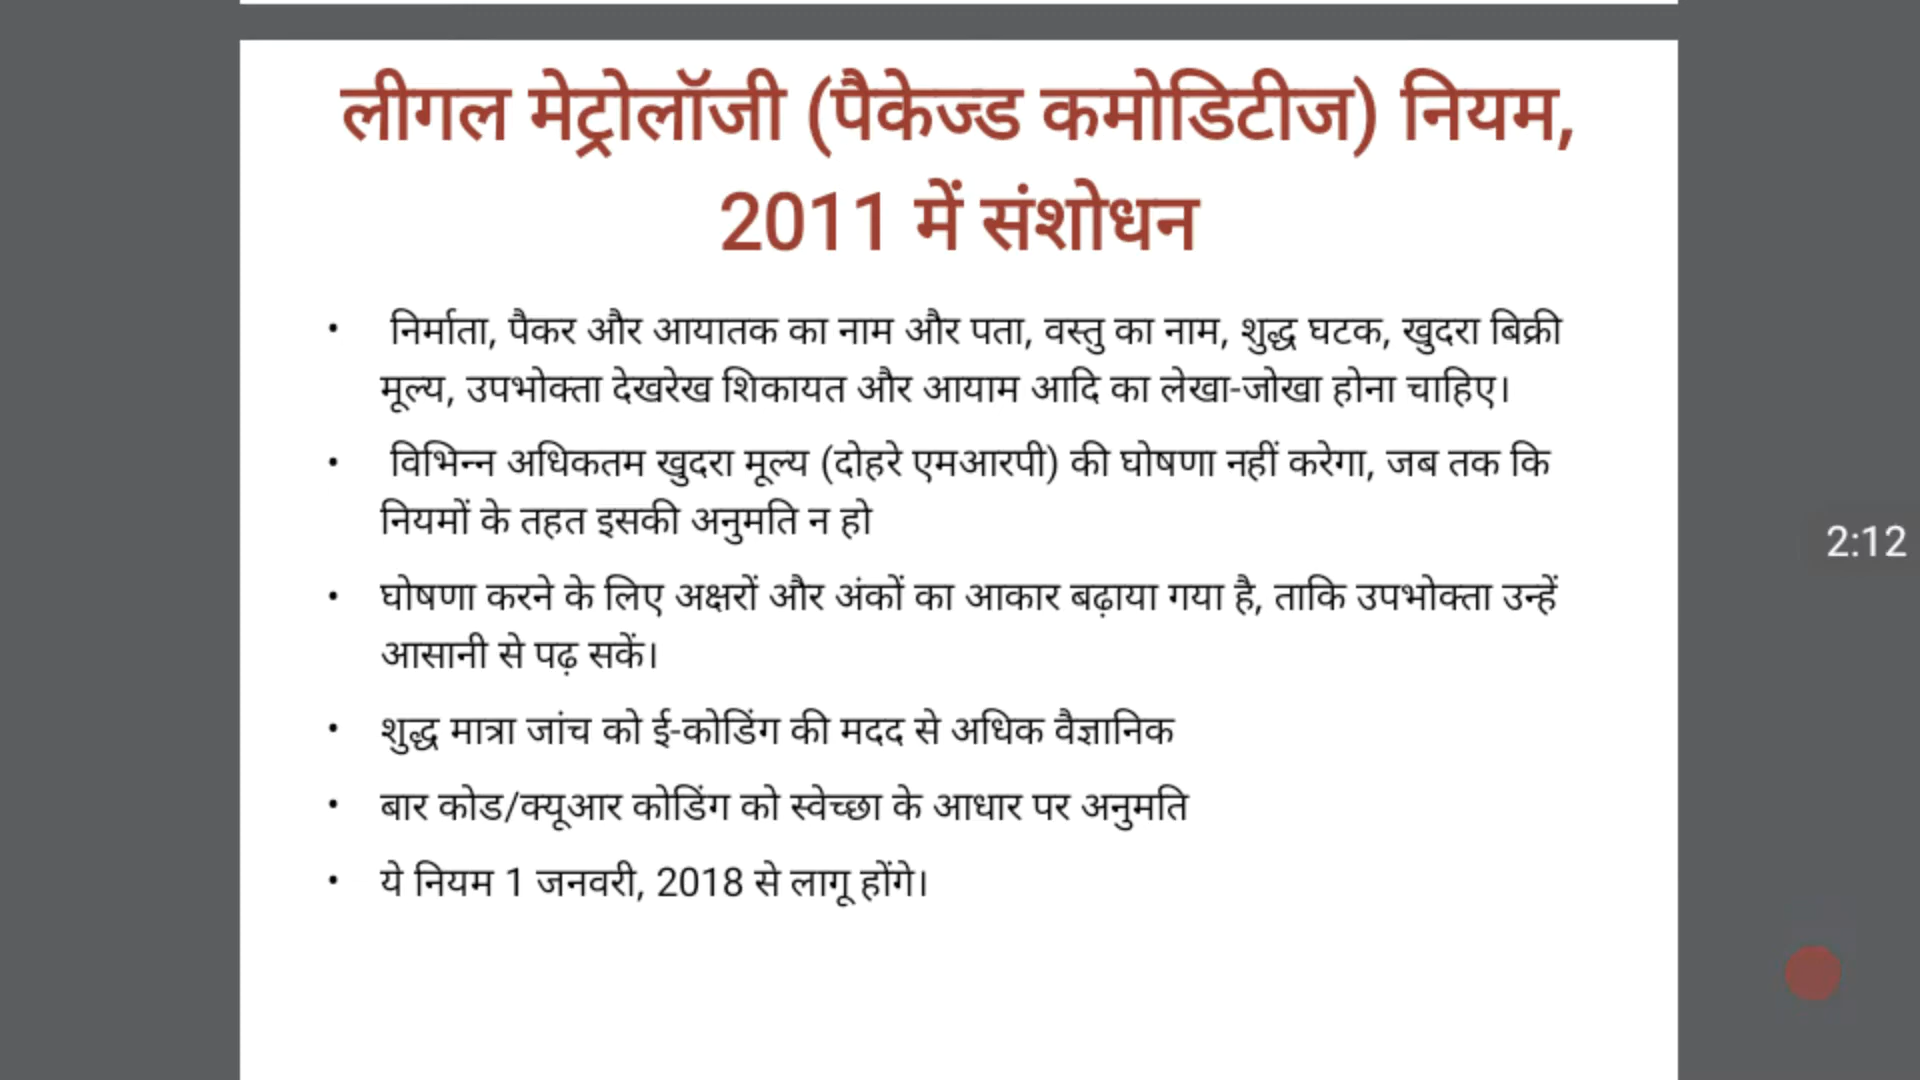 लीगल मेट्रोलॉजी (पैकेज्ड कमोडिटीज) नियम,
2011 में संशोधन
• निर्माता, पैकर और आयातक का नाम और पता, वस्तु का नाम, शुद्ध घटक, खुदरा बिक्री
मूल्य, उपभोक्ता देखरेख शिकायत और आयाम आदि का लेखा-जोखा होना चाहिए।
• विभिन्न अधिकतम खुदरा मूल्य (दोहरे एमआरपी) की घोषणा नहीं करेगा, जब तक कि
नियमों के तहत इसकी अनुमति न हो
• घोषणा करने के लिए अक्षरों और अंकों का आकार बढ़ाया गया है, ताकि उपभोक्ता उन्हें
आसानी से पढ़ सकें।
• शुद्ध मात्रा जांच को ई-कोडिंग की मदद से अधिक वैज्ञानिक
• बार कोड/क्यूआर कोडिंग को स्वेच्छा के आधार पर अनुमति
• ये नियम 1 जनवरी, 2018 से लागू होंगे।
2:12